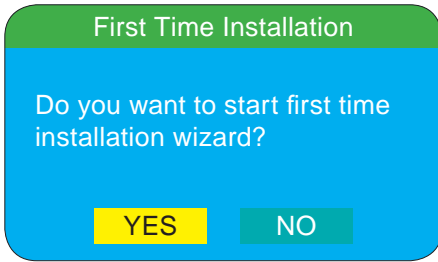 First Time Installation
Do you want to start first time
installation wizard?
YES NO